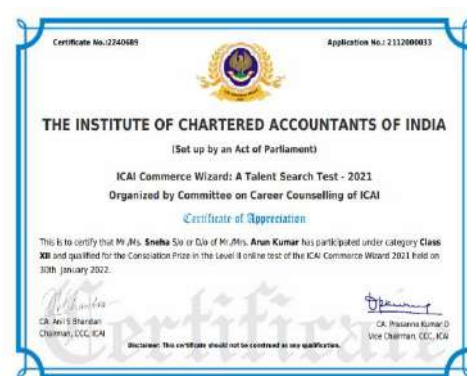 Certificate No.:2240689
Application No.: 2112000033
THE INSTITUTE OF CHARTERED ACCOUNTANTS OF INDIA
(Set up by an Act of Parliament)
ICAI Commerce Wizard: A Talent Search Test - 2021
Organized by Committee on Career Counselling of ICAI
Certificate of Appreciation
This is to certify that Mr./Ms. Sneha S/o or D/o of Mr./Mrs. Arun Kumar has participated under category Class
XII and qualified for the Consolation Prize in the Level II online test of the ICAI Commerce Wizard 2021 held on
30th January 2022.
Certificate
CA. Anil S Bhandari
Chairman, CCC, ICAI
CA. Prasanna Kumar D
Vice Chairman, CCC, ICAI
Disclaimer: This certificate should not be construed as any qualification.